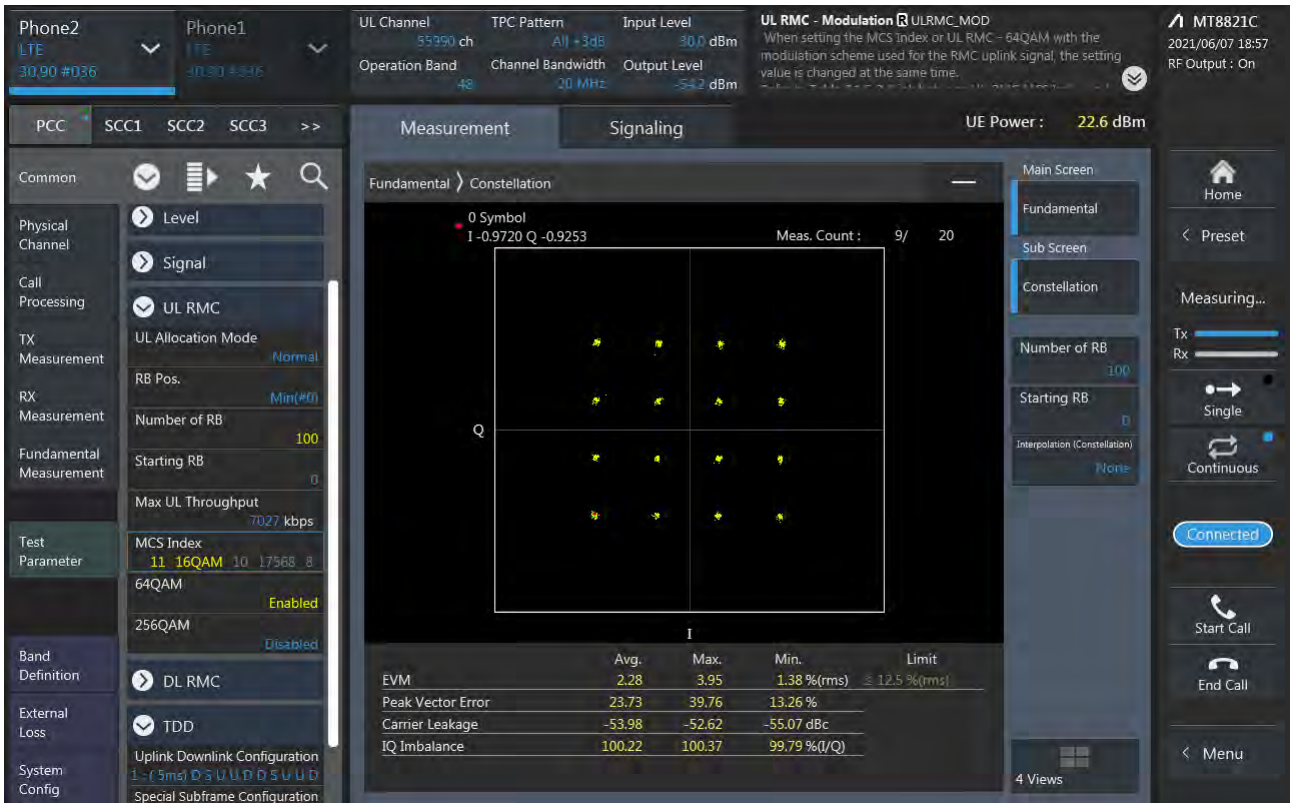 Phone2
LTE
30.90 #036
Phone1
LTE
30.90 #036
UL Channel
55990 ch
TPC Pattern
All +3dB
Input Level
30.0 dBm
Operation Band
48
Channel Bandwidth
20 MHz
Output Level
-54.2 dBm
UL RMC - Modulation R ULRMC_MOD
When setting the MCS Index or UL RMC – 64QAM with the
modulation scheme used for the RMC uplink signal, the setting
value is changed at the same time.
MT8821C
2021/06/07 18:57
RF Output : On
PCC SCC1 SCC2 SCC3 >>
Measurement
Signaling
UE Power : 22.6 dBm
Common
Physical
Channel
Call
Processing
TX
Measurement
RX
Measurement
Fundamental
Measurement
Test
Parameter
Band
Definition
External
Loss
System
Config
Level
Signal
UL RMC
UL Allocation Mode
Normal
RB Pos.
Min(#0)
Number of RB
100
Starting RB
0
Max UL Throughput
7027 kbps
MCS Index
11 16QAM 10 17568 8
64QAM
Enabled
256QAM
Disabled
DL RMC
TDD
Uplink Downlink Configuration
1 : ( 5ms) D S U U D D S U U D
Special Subframe Configuration
Fundamental Constellation
0 Symbol
I -0.9720 Q -0.9253
Meas. Count : 9/ 20
Q
I
Avg. Max. Min. Limit
EVM 2.28 3.95 1.38 %(rms) ≤ 12.5 %(rms)
Peak Vector Error 23.73 39.76 13.26 %
Carrier Leakage -53.98 -52.62 -55.07 dBc
IQ Imbalance 100.22 100.37 99.79 %(I/Q)
Main Screen
Fundamental
Sub Screen
Constellation
Number of RB
100
Starting RB
0
Interpolation (Constellation)
None
4 Views
Home
< Preset
Measuring...
Tx
Rx
Single
Continuous
Connected
Start Call
End Call
< Menu